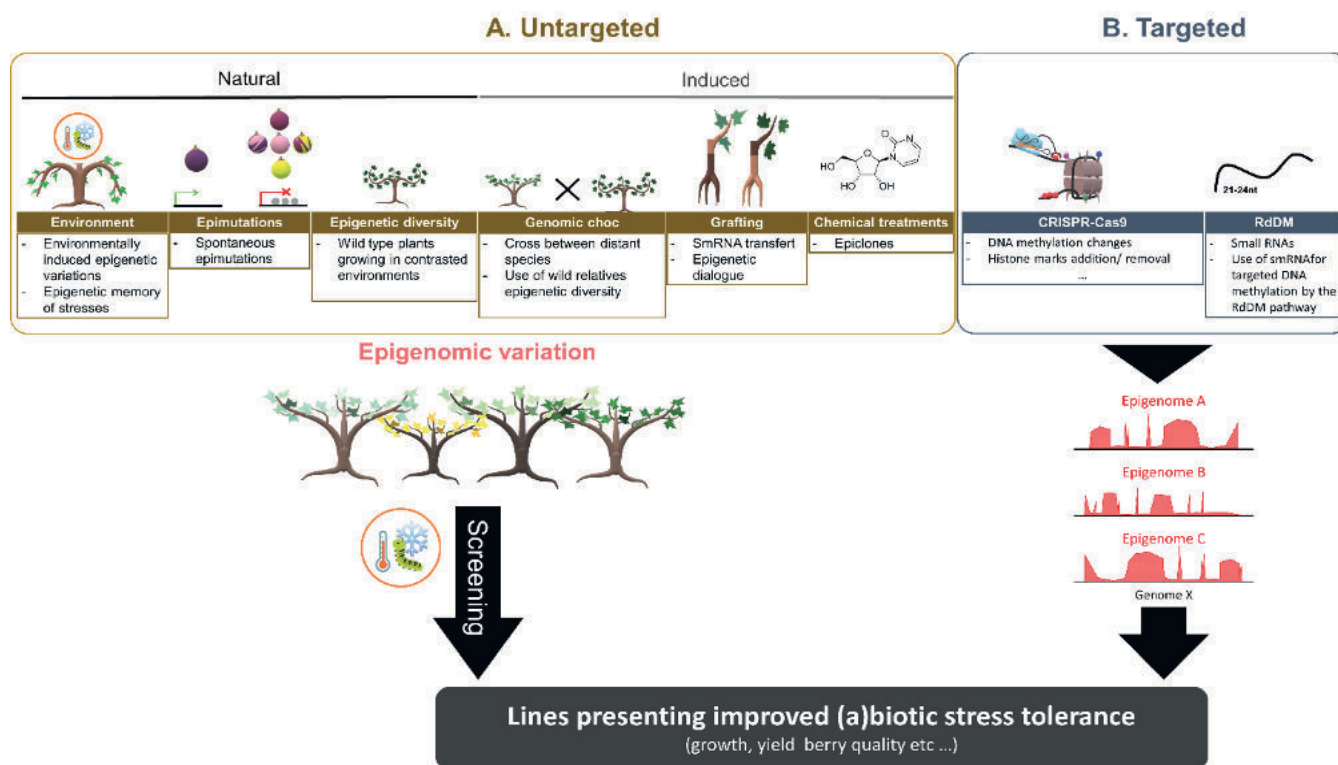 A. Untargeted
B. Targeted
Natural
Induced
O
HO
O
N
N
HO
OH
21-24nt
Environment
- Environmentally
induced epigenetic
variations
- Epigenetic memory
of stresses
Epimutations
- Spontaneous
epimutations
Epigenetic diversity
- Wild type plants
growing in contrasted
environments
Genomic choc
- Cross between distant
species
- Use of wild relatives
epigenetic diversity
Grafting
- SmRNA transfert
- Epigenetic
dialogue
Chemical treatments
- Epiclones
CRISPR-Cas9
- DNA methylation changes
- Histone marks addition/ removal
...
RdDM
- Small RNAs
- Use of smRNAfor
targeted DNA
methylation by the
RdDM pathway
Epigenomic variation
Screening
Epigenome A
Epigenome B
Epigenome C
Genome X
Lines presenting improved (a)biotic stress tolerance
(growth, yield berry quality etc ...)